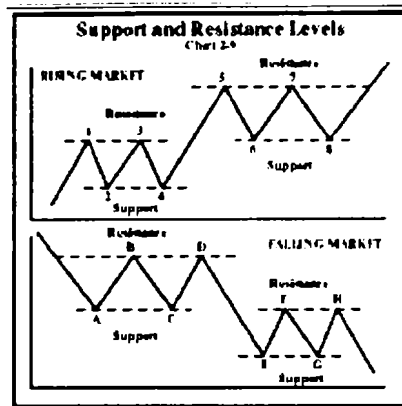 Support and Resistance Levels
Chart 2-9
RISING MARKET
Resistance
1 3
2 4
Support
5 Resistance 7
6 8
Support
Resistance
B D
A C
Support
FALLING MARKET
Resistance
F H
E G
Support